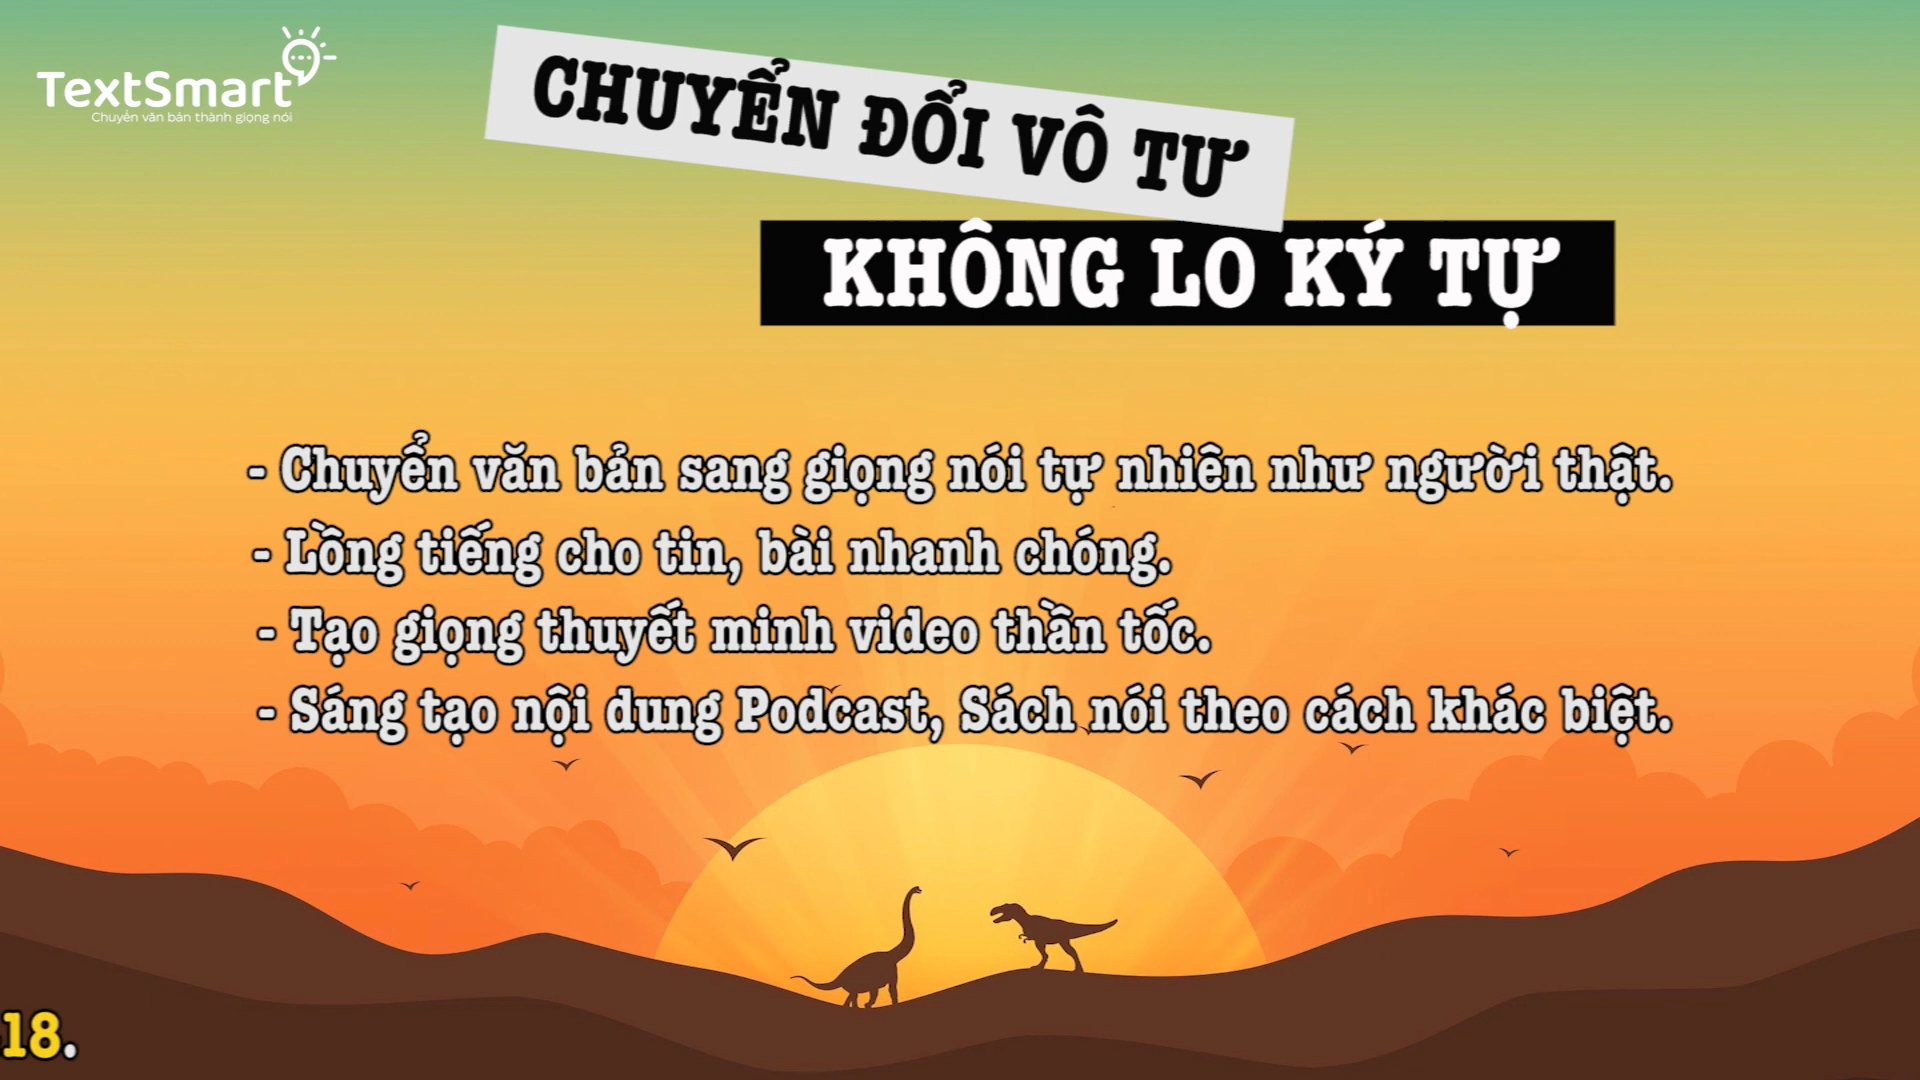 TextSmart
Chuyển văn bản thành giọng nói
CHUYỂN ĐỔI VÔ TƯ
KHÔNG LO KÝ TỰ
- Chuyển văn bản sang giọng nói tự nhiên như người thật.
- Lồng tiếng cho tin, bài nhanh chóng.
- Tạo giọng thuyết minh video thần tốc.
- Sáng tạo nội dung Podcast, Sách nói theo cách khác biệt.
18.